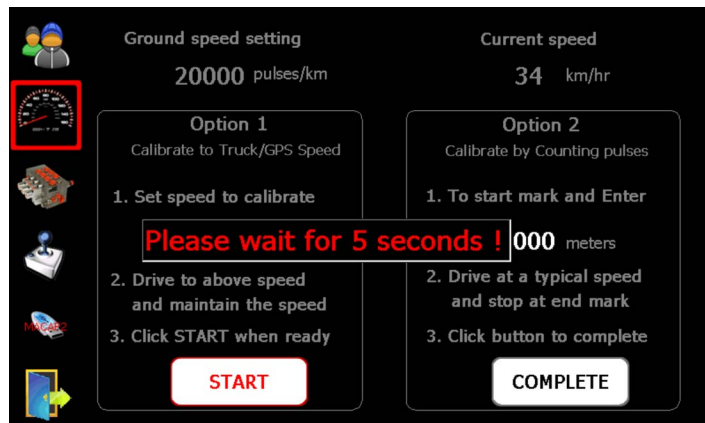 Ground speed setting
20000 pulses/km
Current speed
34 km/hr
Option 1
Calibrate to Truck/GPS Speed
1. Set speed to calibrate
Please wait for 5 seconds !
2. Drive to above speed
and maintain the speed
3. Click START when ready
START
Option 2
Calibrate by Counting pulses
1. To start mark and Enter
000 meters
2. Drive at a typical speed
and stop at end mark
3. Click button to complete
COMPLETE
MACAP2